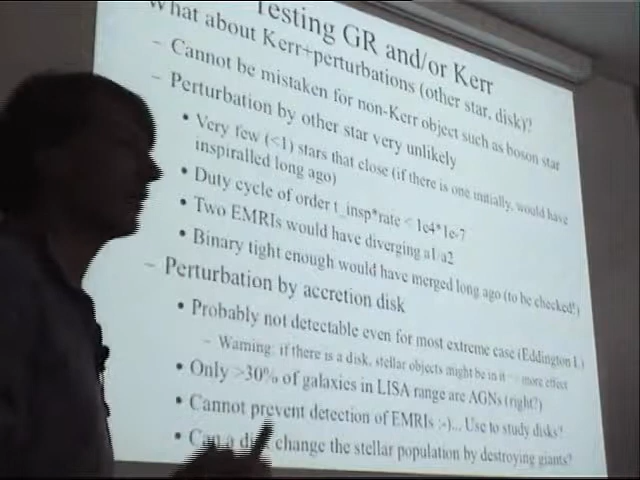 Testing GR and/or Kerr
What about Kerr+perturbations (other star, disk)?
– Cannot be mistaken for non-Kerr object such as boson star
– Perturbation by other star very unlikely
• Very few (<1) stars that close (if there is one initially, would have
inspiralled long ago)
• Duty cycle of order t_insp*rate < 1e4*1e-7
• Two EMRIs would have diverging a1/a2
• Binary tight enough would have merged long ago (to be checked!)
– Perturbation by accretion disk
• Probably not detectable even for most extreme case (Eddington L)
– Warning: if there is a disk, stellar objects might be in it more effect
• Only >30% of galaxies in LISA range are AGNs (right?)
• Cannot prevent detection of EMRIs :-)... Use to study disks?
• Can a disk change the stellar population by destroying giants?